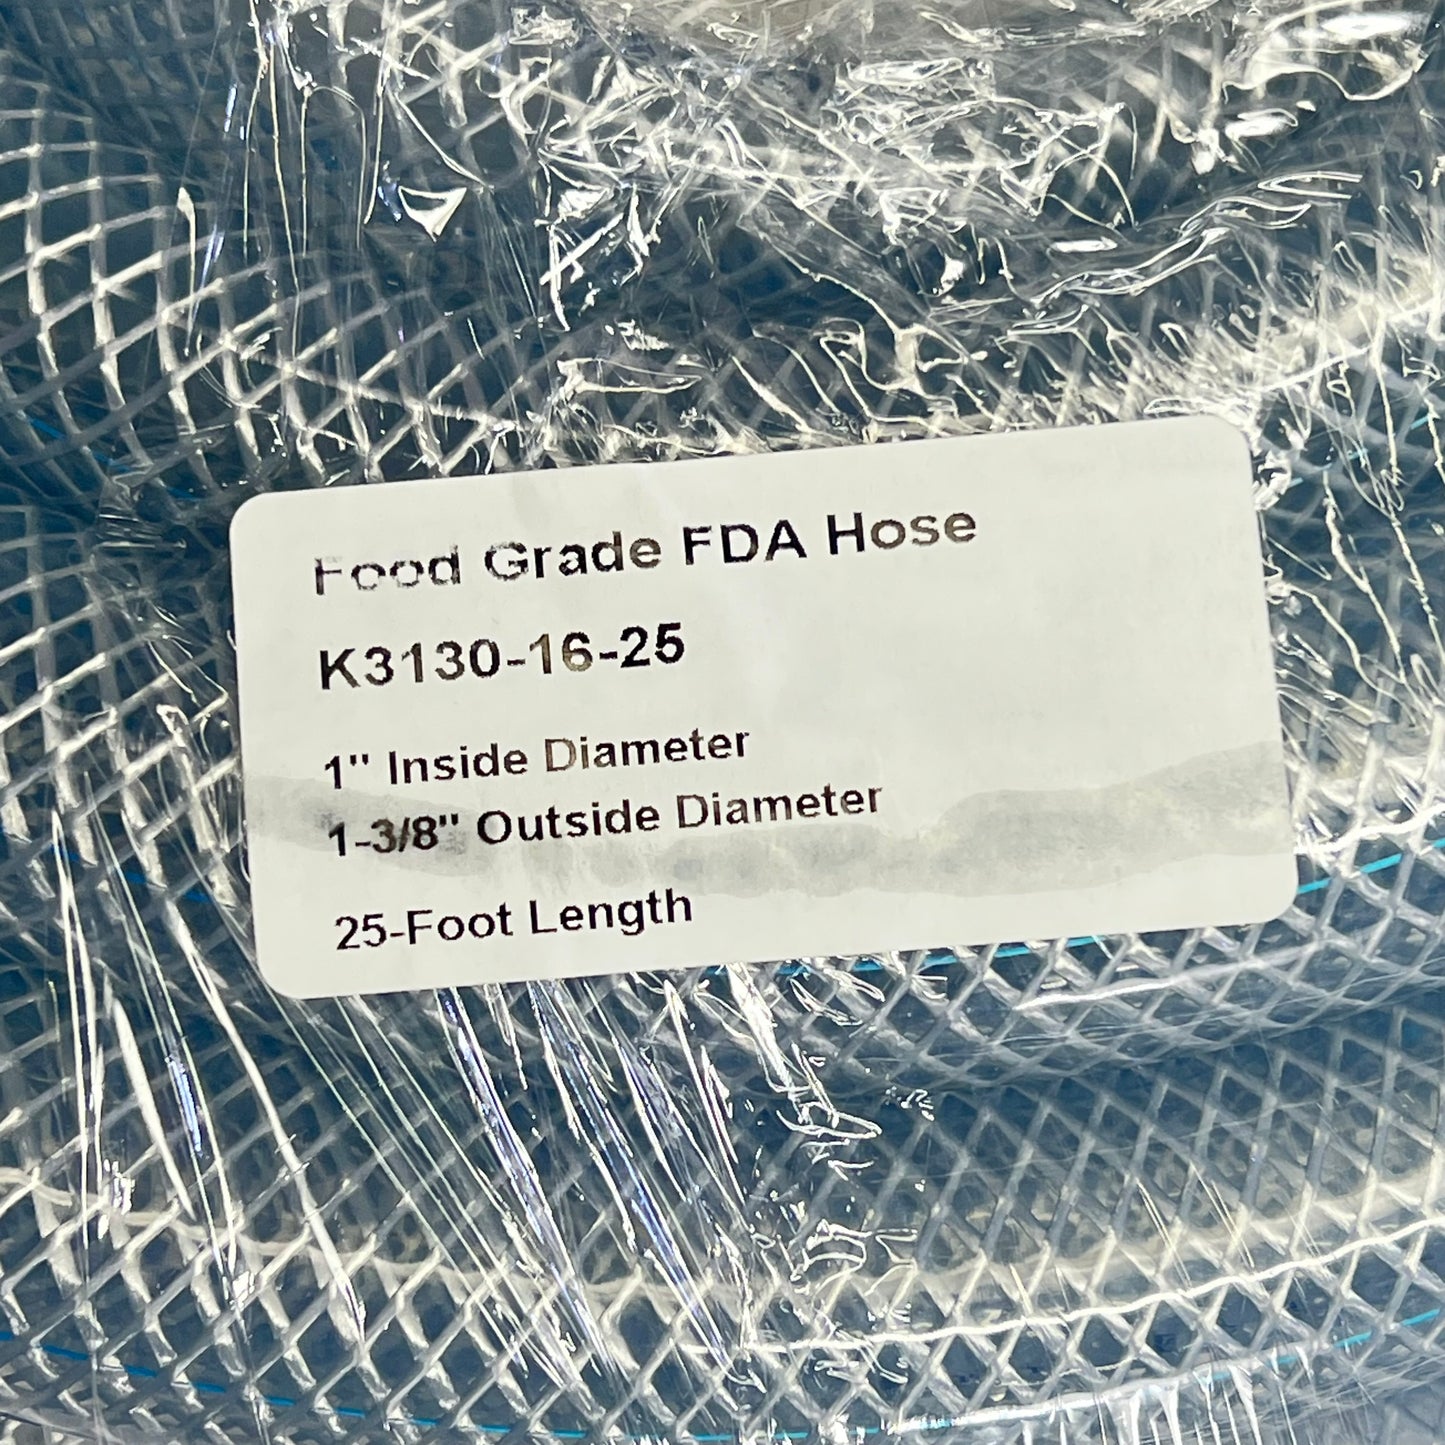 Food Grade FDA Hose
K3130-16-25
1" Inside Diameter
1-3/8" Outside Diameter
25-Foot Length